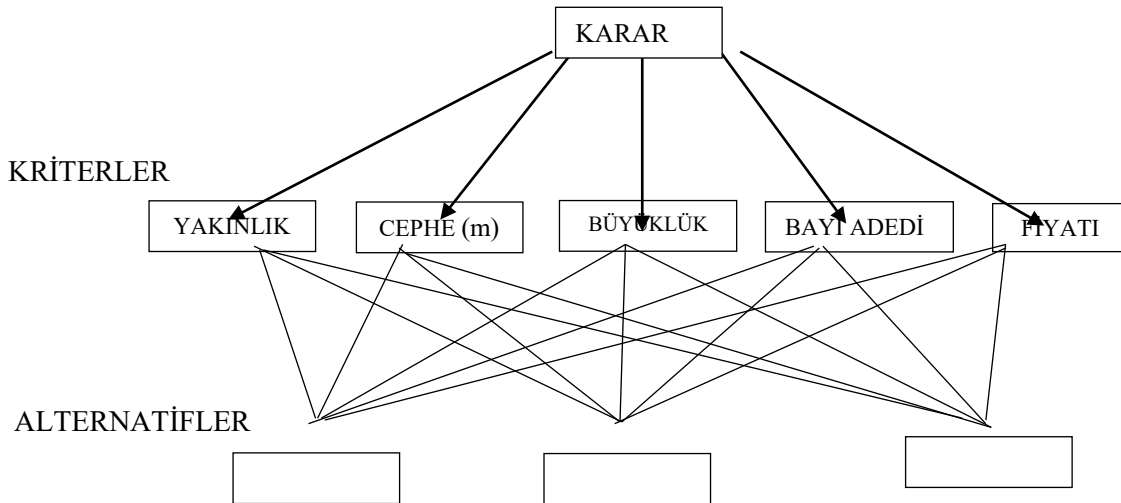 KARAR
KRİTERLER
YAKINLIK
CEPHE (m)
BÜYÜKLÜK
BAYİ ADEDİ
FİYATI
ALTERNATİFLER